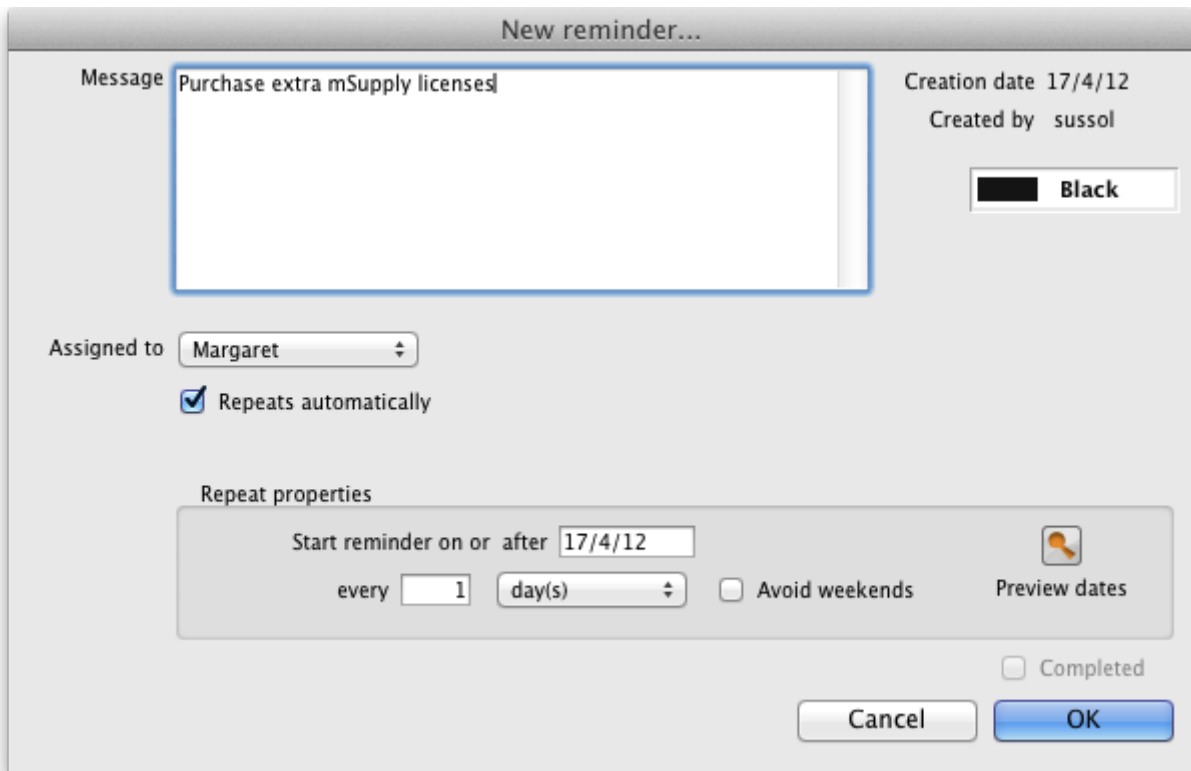 New reminder...
Message Purchase extra mSupply licenses
Creation date 17/4/12
Created by sussol
Black
Assigned to Margaret
Repeats automatically
Repeat properties
Start reminder on or after 17/4/12
every 1 day(s) Avoid weekends
Preview dates
Completed
Cancel OK